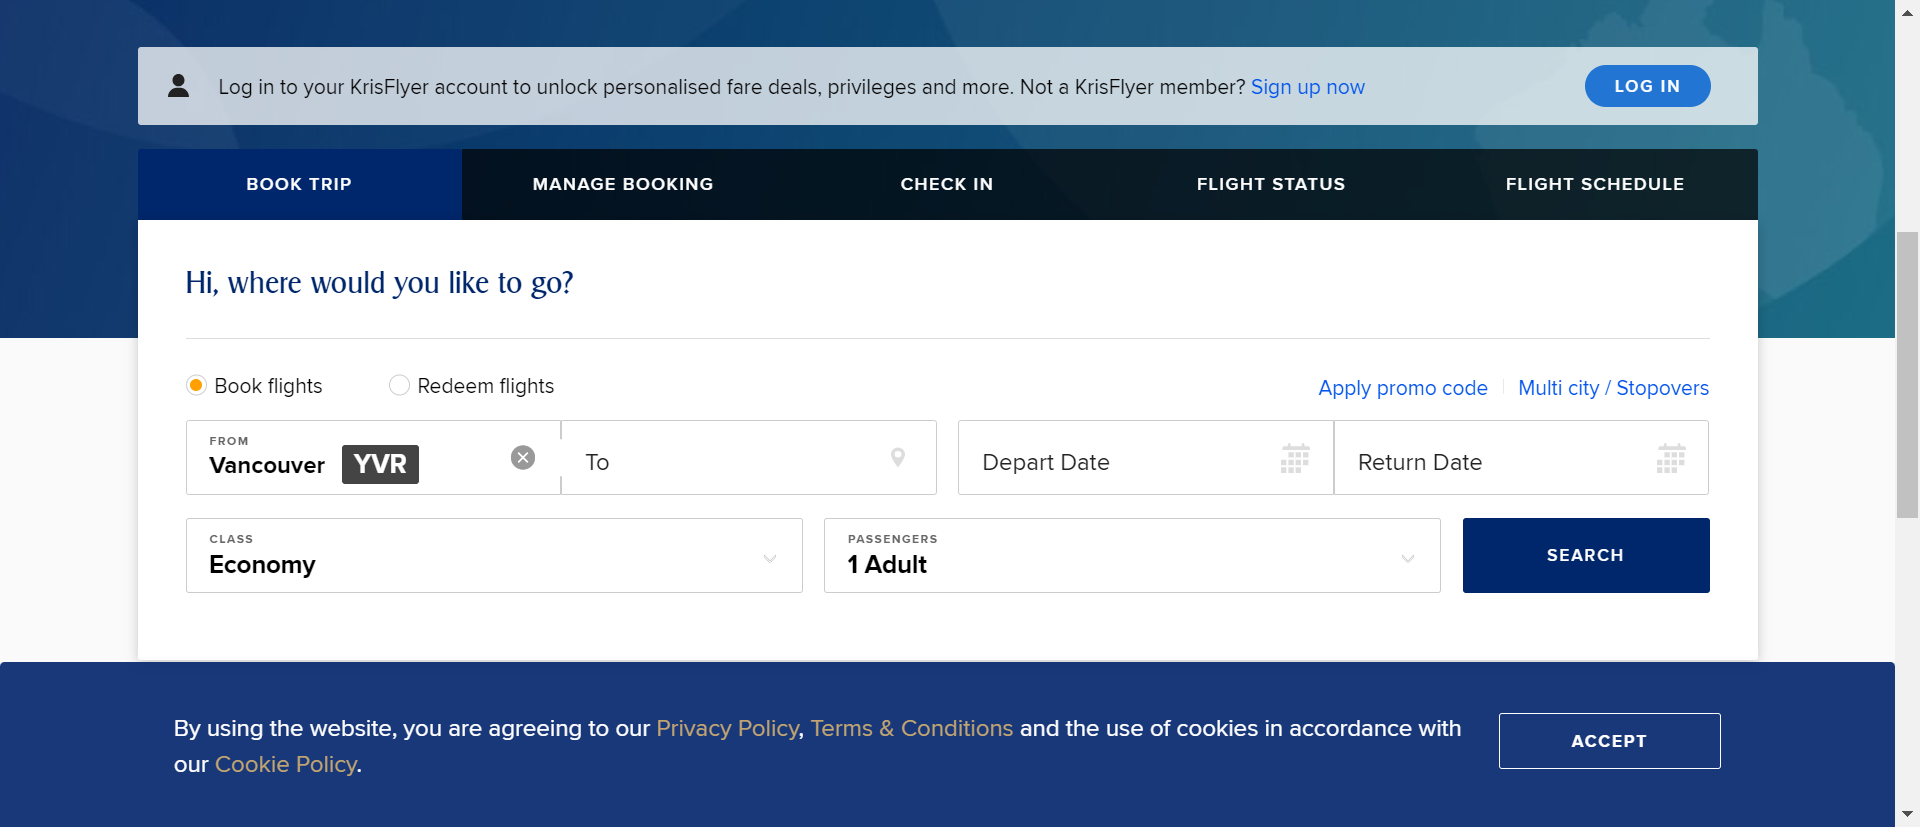 Log in to your KrisFlyer account to unlock personalised fare deals, privileges and more. Not a KrisFlyer member? Sign up now
LOG IN
BOOK TRIP
MANAGE BOOKING
CHECK IN
FLIGHT STATUS
FLIGHT SCHEDULE
Hi, where would you like to go?
Book flights
Redeem flights
Apply promo code
Multi city / Stopovers
FROM
Vancouver YVR
To
Depart Date
Return Date
CLASS
Economy
PASSENGERS
1 Adult
SEARCH
By using the website, you are agreeing to our Privacy Policy, Terms & Conditions and the use of cookies in accordance with
our Cookie Policy.
ACCEPT